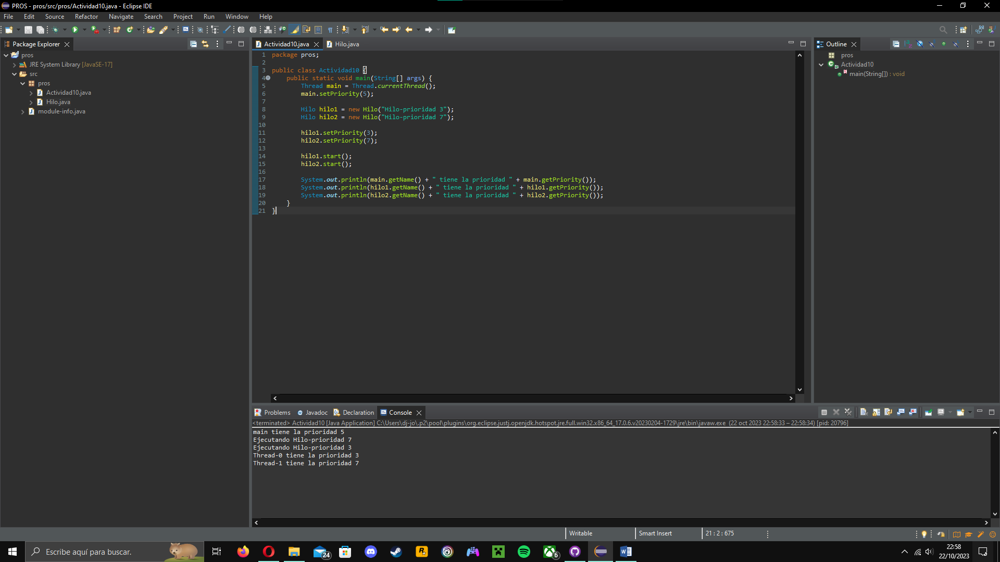 PROS - pros/src/pros/Actividad10.java - Eclipse IDE
File Edit Source Refactor Navigate Search Project Run Window Help
Package Explorer
pros
JRE System Library [JavaSE-17]
src
pros
Actividad10.java
Hilo.java
module-info.java
Actividad10.java Hilo.java
1 package pros;
2
3 public class Actividad10 {
4 public static void main(String[] args) {
5 Thread main = Thread.currentThread();
6 main.setPriority(5);
7
8 Hilo hilo1 = new Hilo("Hilo-prioridad 3");
9 Hilo hilo2 = new Hilo("Hilo-prioridad 7");
10
11 hilo1.setPriority(3);
12 hilo2.setPriority(7);
13
14 hilo1.start();
15 hilo2.start();
16
17 System.out.println(main.getName() + " tiene la prioridad " + main.getPriority());
18 System.out.println(hilo1.getName() + " tiene la prioridad " + hilo1.getPriority());
19 System.out.println(hilo2.getName() + " tiene la prioridad " + hilo2.getPriority());
20 }
21 }
Outline
pros
Actividad10
main(String[]) : void
Problems Javadoc Declaration Console
<terminated> Actividad10 [Java Application] C:\Users\dj-jo\.p2\pool\plugins\org.eclipse.justj.openjdk.hotspot.jre.full.win32.x86_64_17.0.6.v20230204-1729\jre\bin\javaw.exe (22 oct 2023 22:58:33 – 22:58:34) [pid: 20796]
main tiene la prioridad 5
Ejecutando Hilo-prioridad 7
Ejecutando Hilo-prioridad 3
Thread-0 tiene la prioridad 3
Thread-1 tiene la prioridad 7
Writable Smart Insert 21 : 2 : 675
Escribe aquí para buscar.
24
6
22:58
22/10/2023